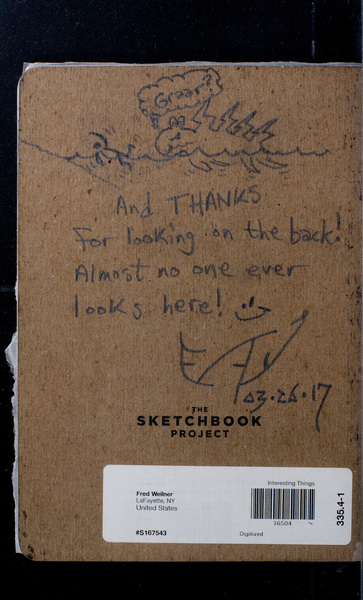 Graar?
And THANKS
For looking on the back!
Almost no one ever
looks here!
03.26.17
THE
SKETCHBOOK
PROJECT
Interesting Things
Fred Wellner
LaFayette, NY
United States
36504
335.4-1
#S167543
Digitized